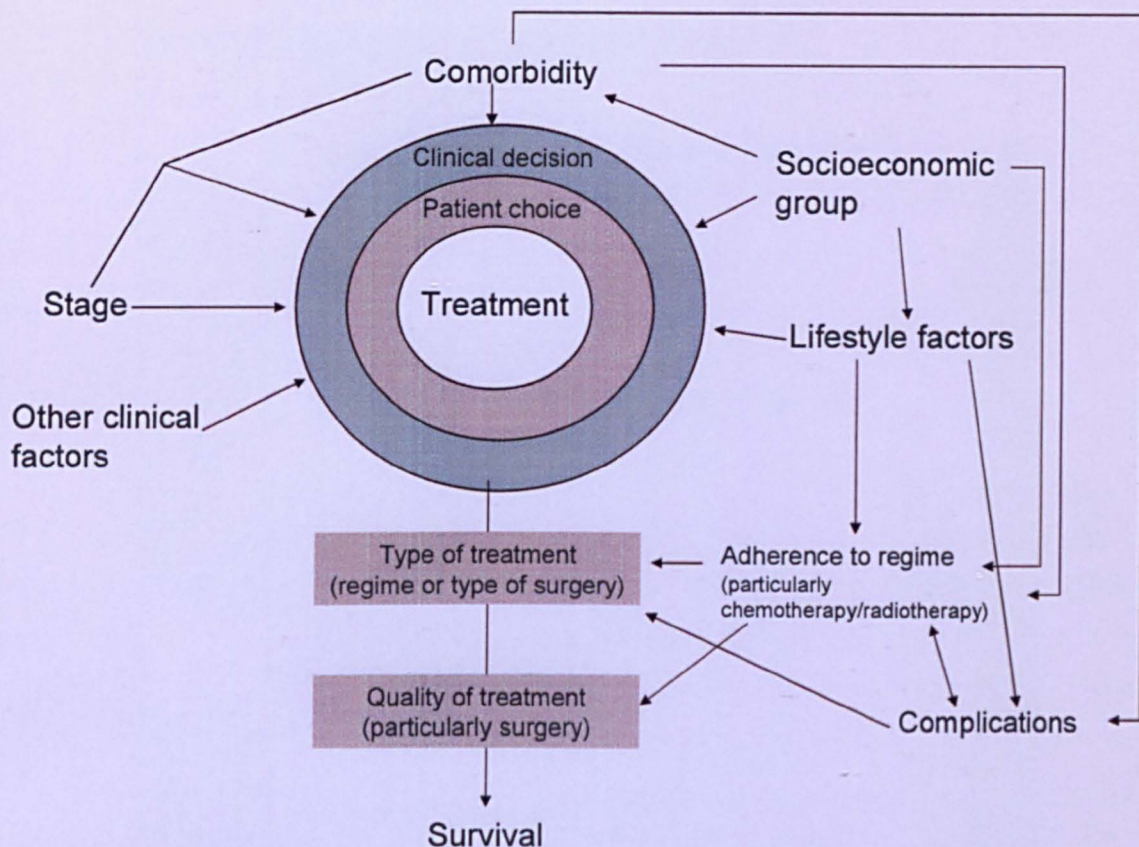 Comorbidity
Clinical decision
Patient choice
Treatment
Socioeconomic
group
Stage
Lifestyle factors
Other clinical
factors
Type of treatment
(regime or type of surgery)
Adherence to regime
(particularly
chemotherapy/radiotherapy)
Quality of treatment
(particularly surgery)
Complications
Survival